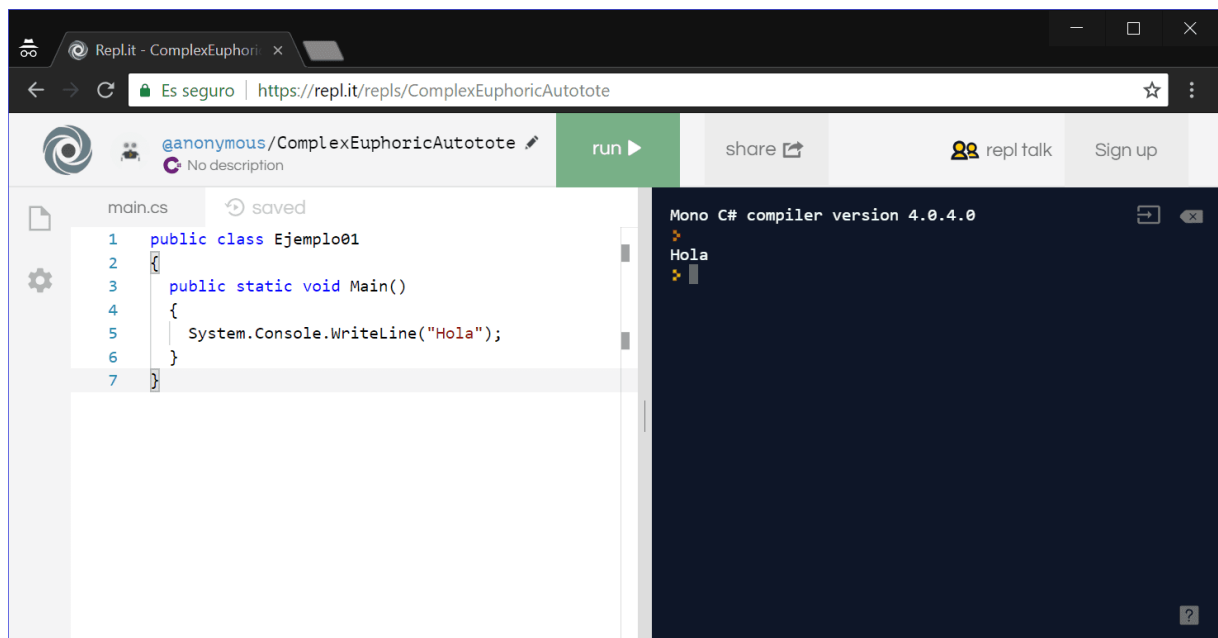 Repl.it - ComplexEuphori
Es seguro https://repl.it/repls/ComplexEuphoricAutotote
@anonymous/ComplexEuphoricAutotote
No description
run
share
repl talk
Sign up
main.cs saved
1 public class Ejemplo01
2 {
3 public static void Main()
4 {
5 System.Console.WriteLine("Hola");
6 }
7 }
Mono C# compiler version 4.0.4.0
>
Hola
>
?